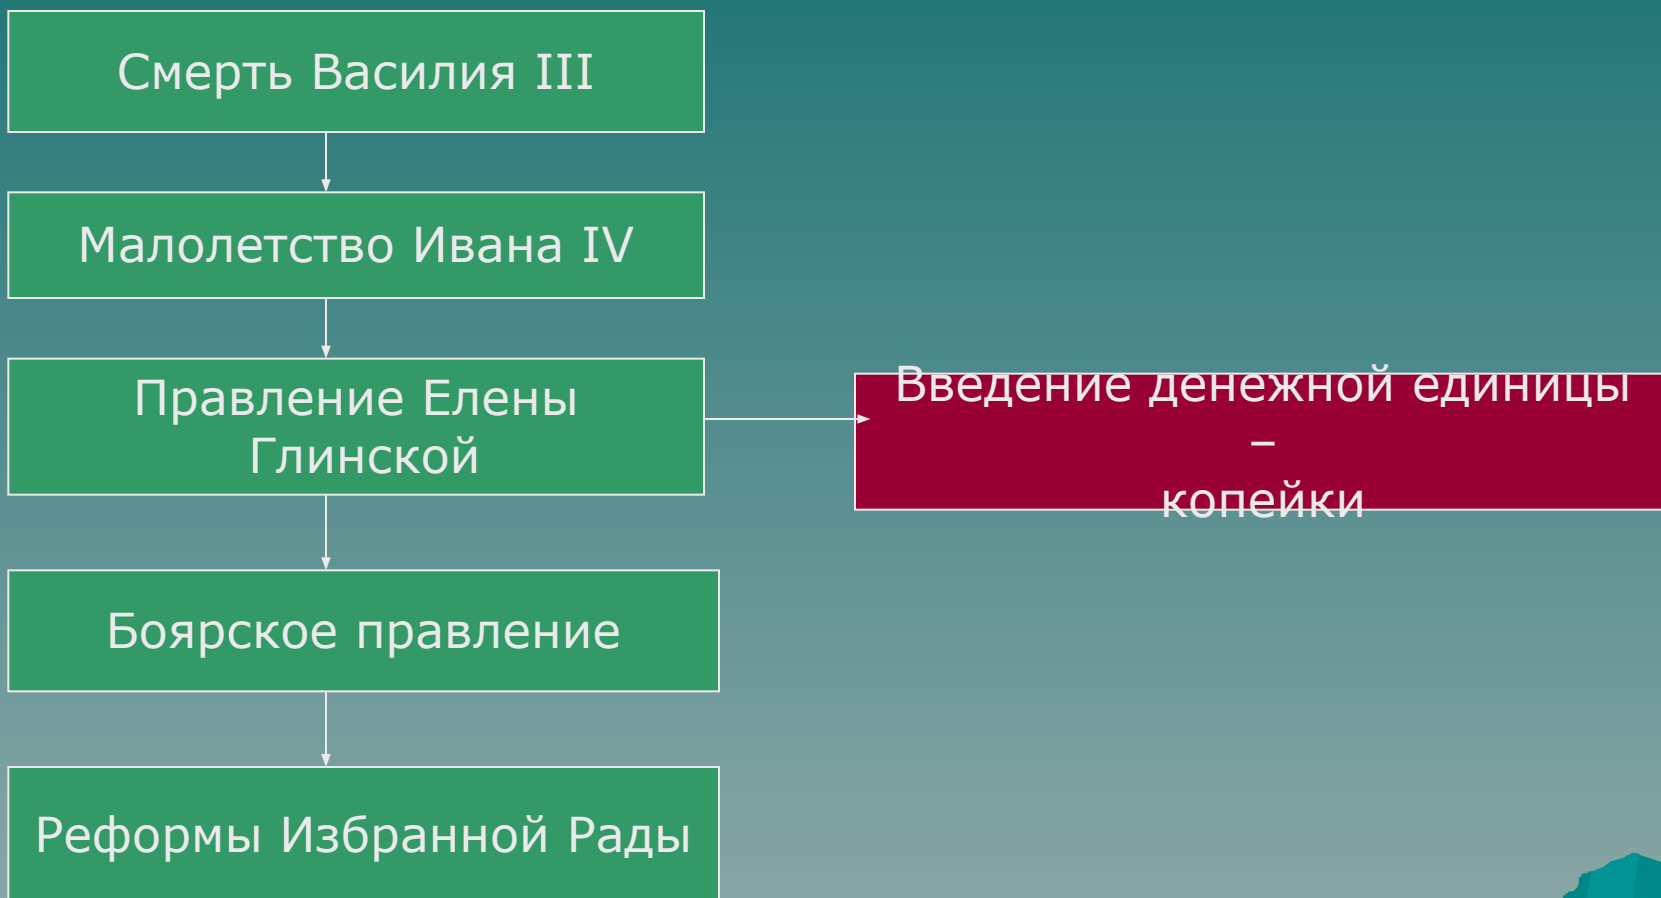 Смерть Василия III
Малолетство Ивана IV
Правление Елены
Глинской
Введение денежной единицы
–
копейки
Боярское правление
Реформы Избранной Рады